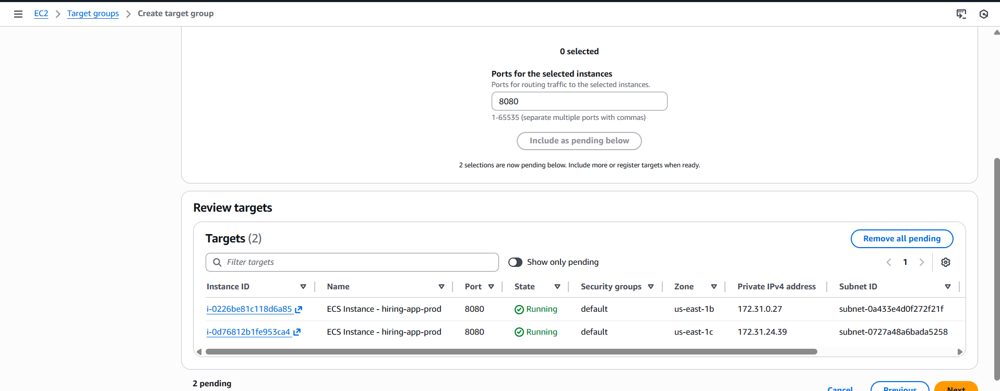 EC2 > Target groups > Create target group
0 selected
Ports for the selected instances
Ports for routing traffic to the selected instances.
8080
1-65535 (separate multiple ports with commas)
Include as pending below
2 selections are now pending below. Include more or register targets when ready.
Review targets
Targets (2)
Remove all pending
Filter targets
Show only pending
1
Instance ID Name Port State Security groups Zone Private IPv4 address Subnet ID
i-0226be81c118d6a85 ECS Instance - hiring-app-prod 8080 Running default us-east-1b 172.31.0.27 subnet-0a433e4d0f272f21f
i-0d76812b1fe953ca4 ECS Instance - hiring-app-prod 8080 Running default us-east-1c 172.31.24.39 subnet-0727a48a6bada5258
2 pending
Cancel Previous Next